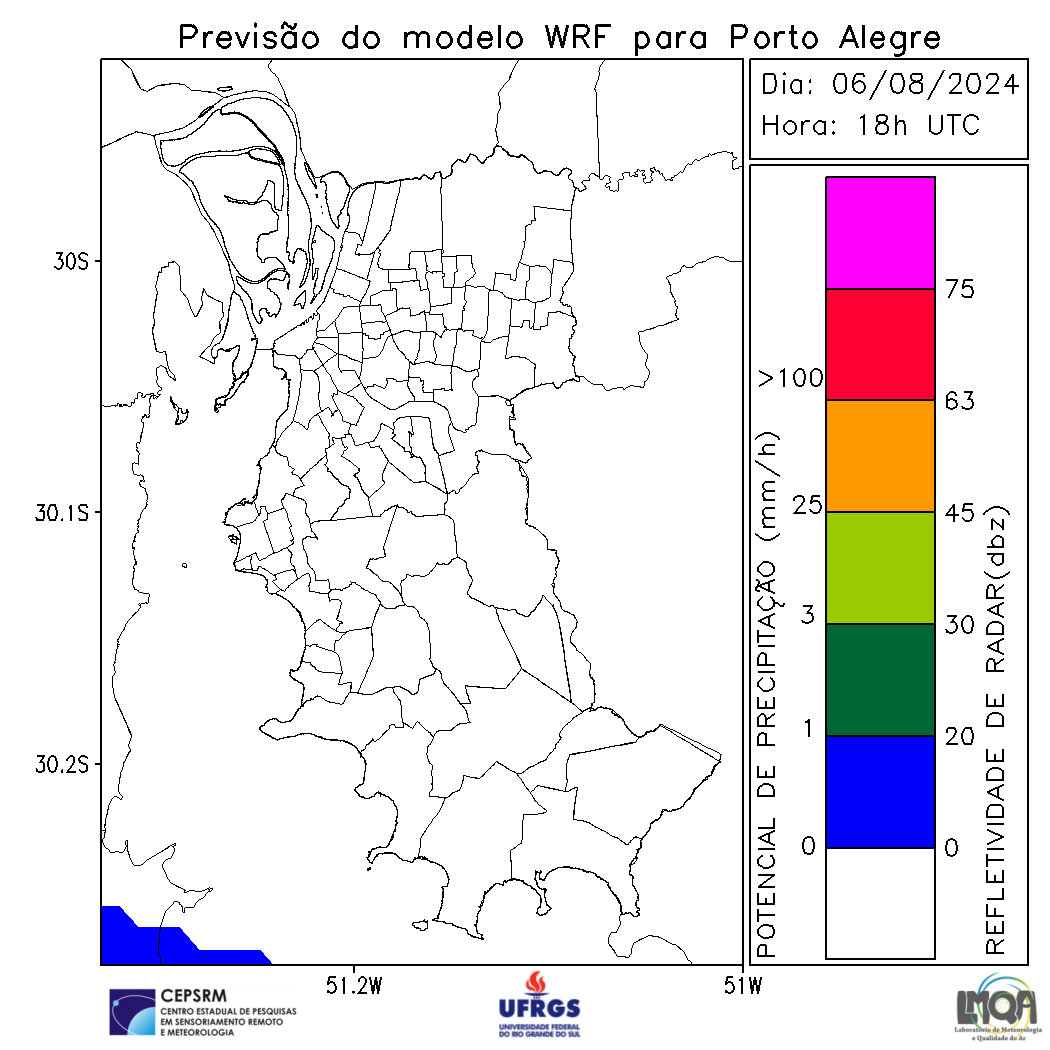 Previsão do modelo WRF para Porto Alegre
Dia: 06/08/2024
Hora: 18h UTC
30S
30.1S
30.2S
51.2W
51W
POTENCIAL DE PRECIPITAÇÃO (mm/h)
>100
25
3
1
0
75
63
45
30
20
0
REFLETIVIDADE DE RADAR(dbz)
CEPSRM
CENTRO ESTADUAL DE PESQUISAS
EM SENSORIAMENTO REMOTO
E METEOROLOGIA
UFRGS
UNIVERSIDADE FEDERAL
DO RIO GRANDE DO SUL
LMQA
Laboratório de Meteorologia
e Qualidade do Ar